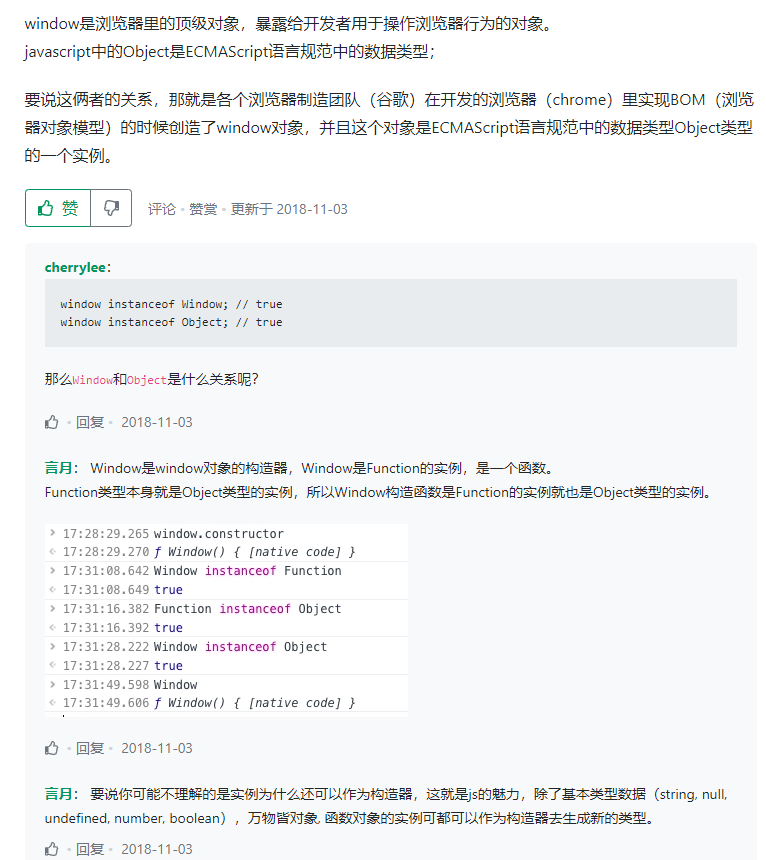 window是浏览器里的顶级对象，暴露给开发者用于操作浏览器行为的对象。
javascript中的Object是ECMAScript语言规范中的数据类型；
要说这俩者的关系，那就是各个浏览器制造团队（谷歌）在开发的浏览器（chrome）里实现BOM（浏览
器对象模型）的时候创造了window对象，并且这个对象是ECMAScript语言规范中的数据类型Object类型
的一个实例。
赞 评论 • 赞赏 • 更新于 2018-11-03
cherrylee：
window instanceof Window; // true
window instanceof Object; // true
那么Window和Object是什么关系呢?
• 回复 • 2018-11-03
言月： Window是window对象的构造器，Window是Function的实例，是一个函数。
Function类型本身就是Object类型的实例，所以Window构造函数是Function的实例就也是Object类型的实例。
> 17:28:29.265 window.constructor
< 17:28:29.270 ƒ Window() { [native code] }
> 17:31:08.642 Window instanceof Function
< 17:31:08.649 true
> 17:31:16.382 Function instanceof Object
< 17:31:16.392 true
> 17:31:28.222 Window instanceof Object
< 17:31:28.227 true
> 17:31:49.598 Window
< 17:31:49.606 ƒ Window() { [native code] }
• 回复 • 2018-11-03
言月： 要说你可能不理解的是实例为什么还可以作为构造器，这就是js的魅力，除了基本类型数据（string, null,
undefined, number, boolean），万物皆对象, 函数对象的实例可都可以作为构造器去生成新的类型。
• 回复 • 2018-11-03